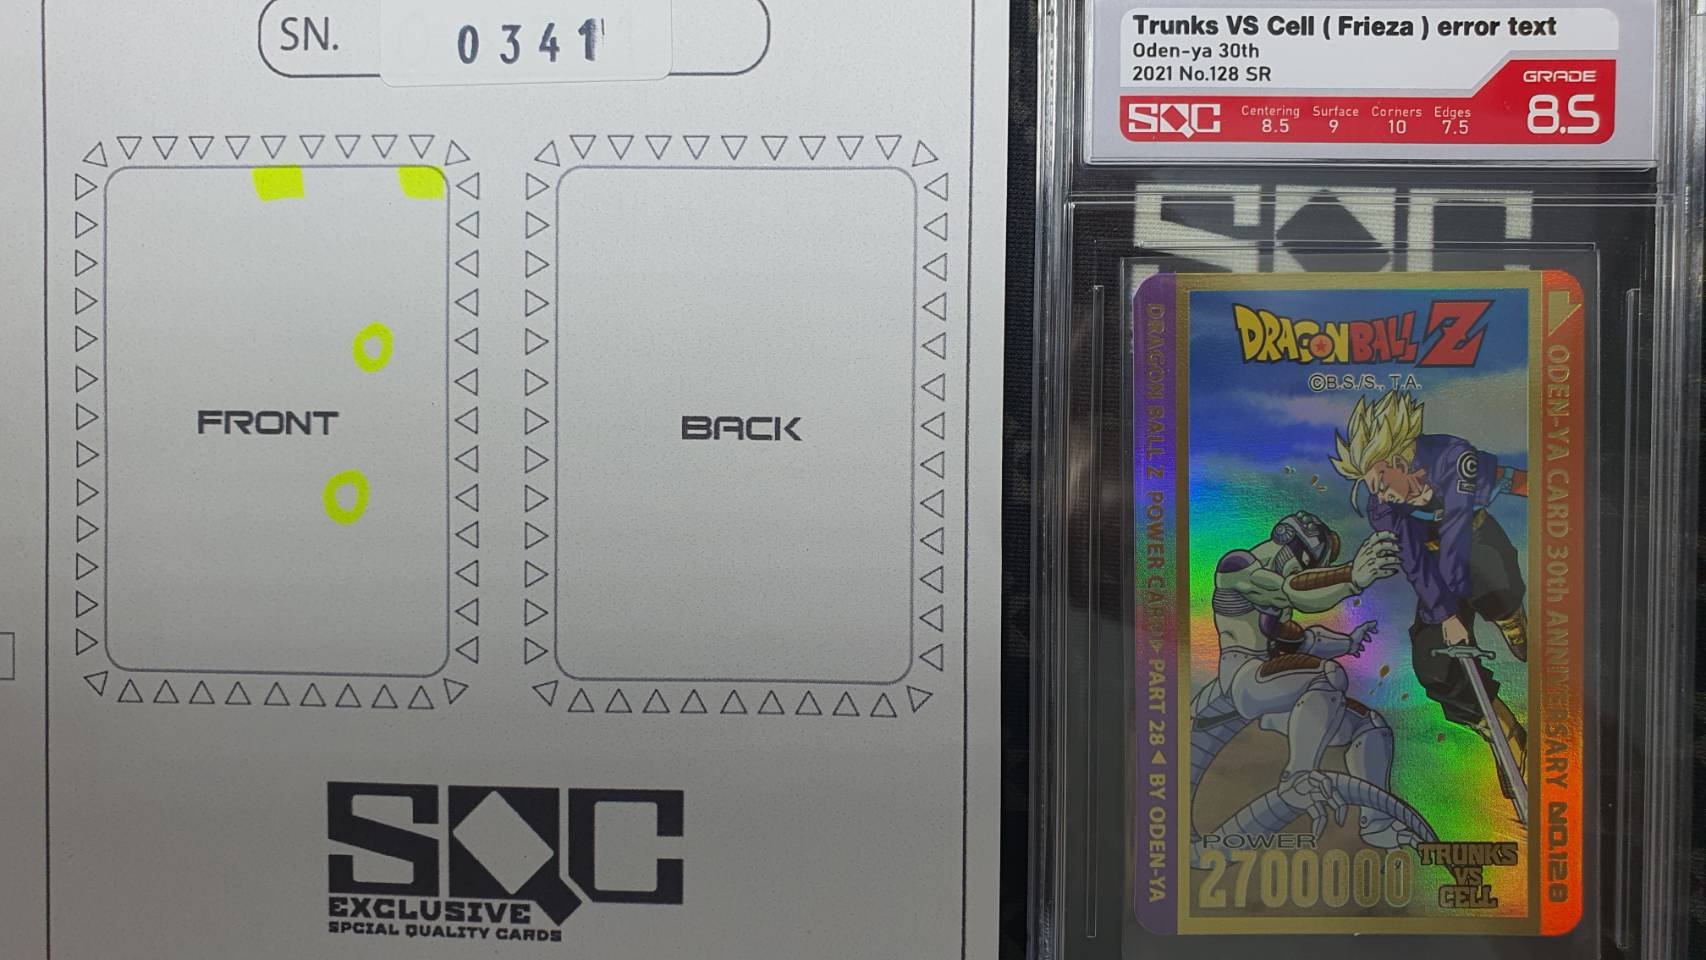 SN. 0341
FRONT
BACK
SQC
EXCLUSIVE
SPCIAL QUALITY CARDS
Trunks VS Cell ( Frieza ) error text
Oden-ya 30th
2021 No.128 SR
GRADE
8.5
SQC
Centering Surface Corners Edges
8.5 9 10 7.5
SQC
DRAGON BALL Z POWER CARD PART 28 ◀ BY ODEN-YA
DRAGON BALL Z
©B.S./S., T.A.
ODEN-YA CARD 30th ANNIVERSARY NO.128
POWER
2700000
TRUNKS
VS
CELL